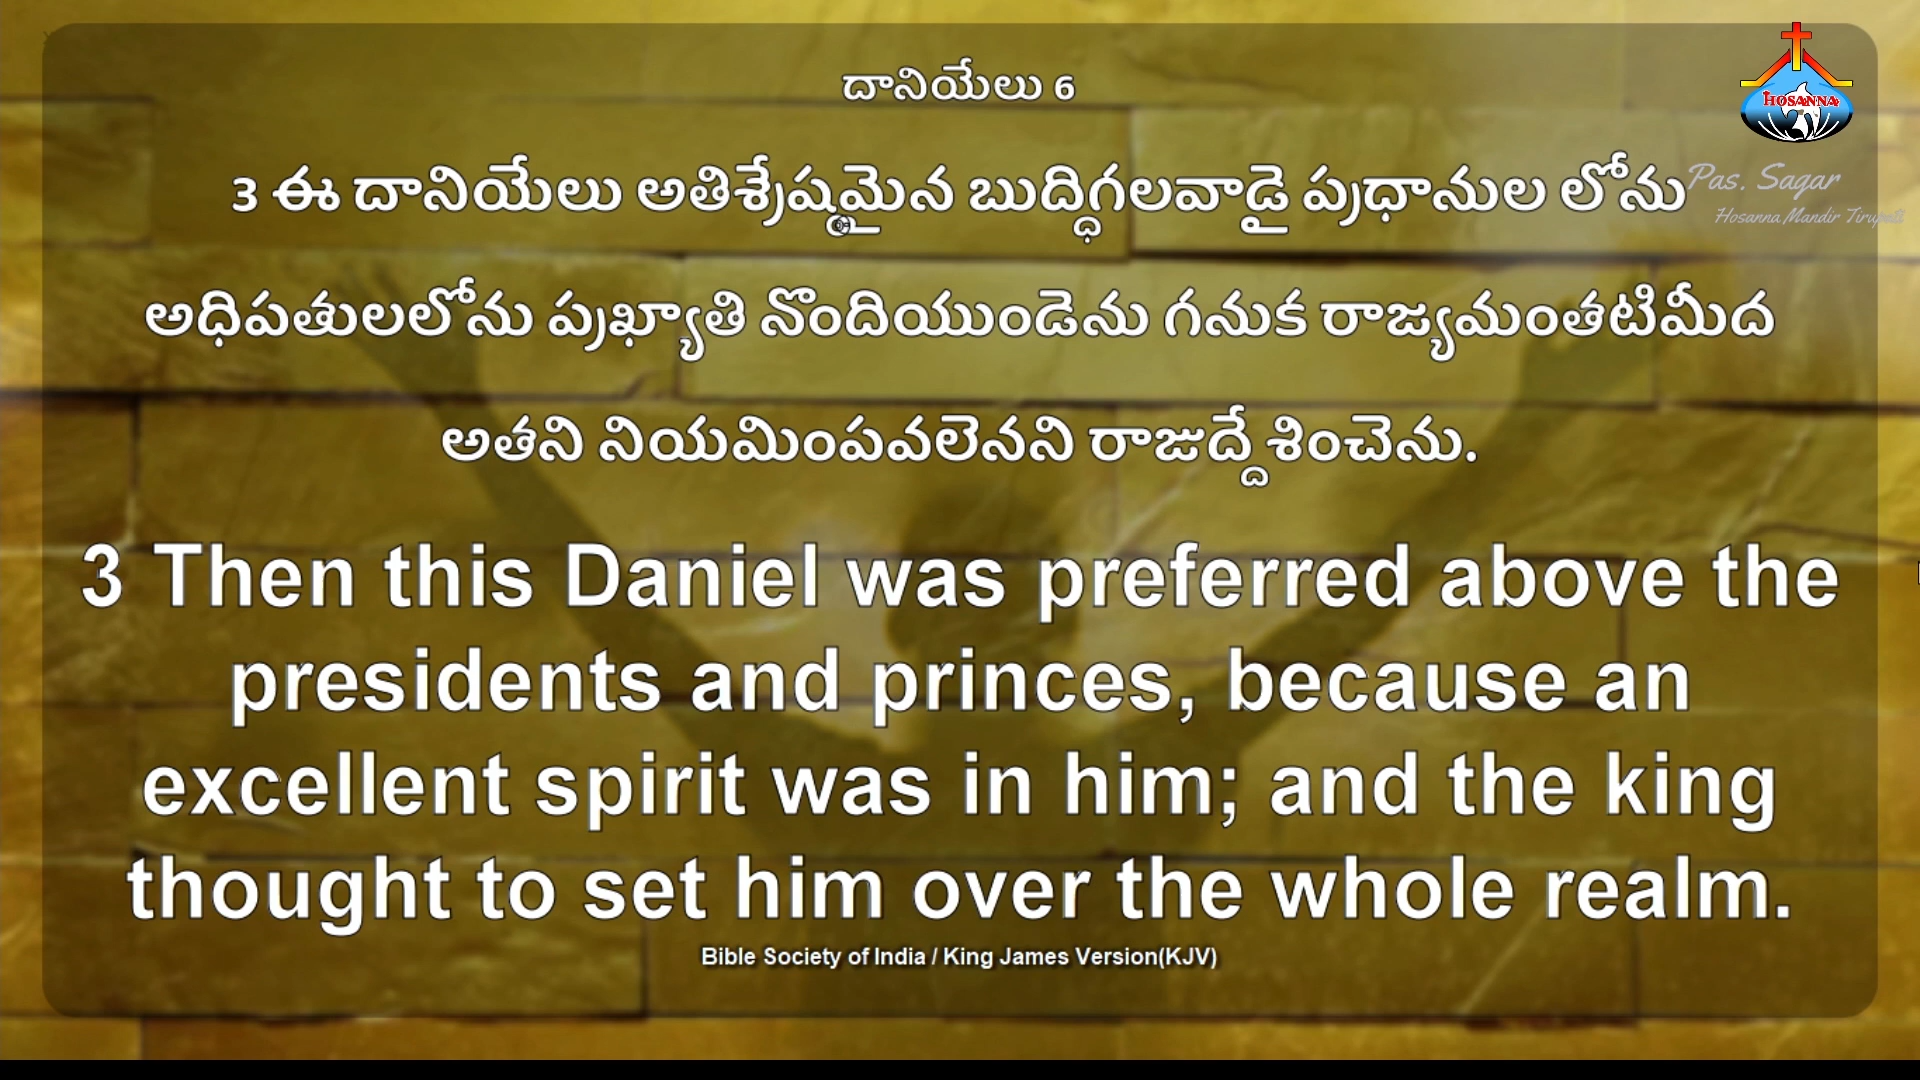 దానియేలు 6
HOSANNA
3 ఈ దానియేలు అతిశ్రేష్ఠమైన బుద్ధిగలవాడై ప్రధానుల లోను
Pas. Sagar
Hosanna Mandir Tirupati
అధిపతులలోను ప్రఖ్యాతి నొందియుండెను గనుక రాజ్యమంతటిమీద
అతని నియమింపవలెనని రాజుద్దేశించెను.
3 Then this Daniel was preferred above the
presidents and princes, because an
excellent spirit was in him; and the king
thought to set him over the whole realm.
Bible Society of India / King James Version(KJV)